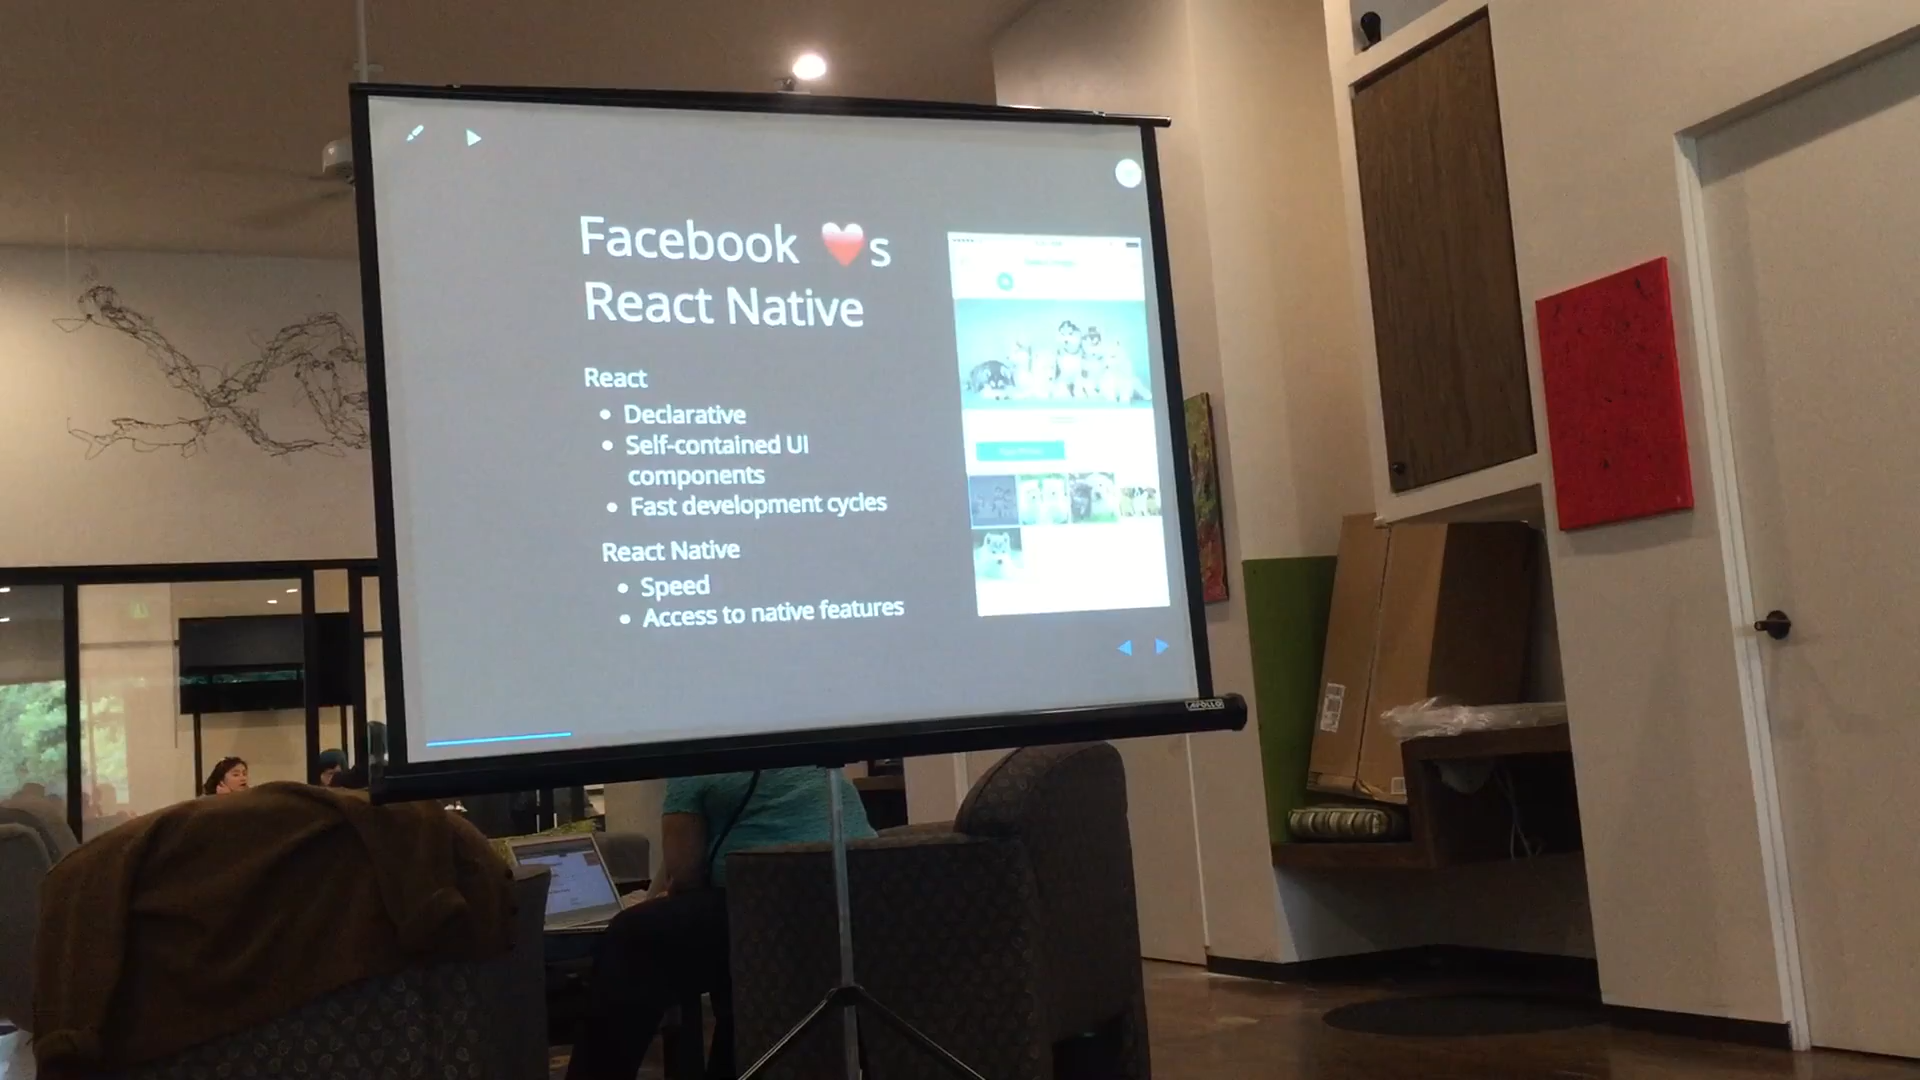 Facebook ❤️s
React Native
React
• Declarative
• Self-contained UI
components
• Fast development cycles
React Native
• Speed
• Access to native features
APOLLO